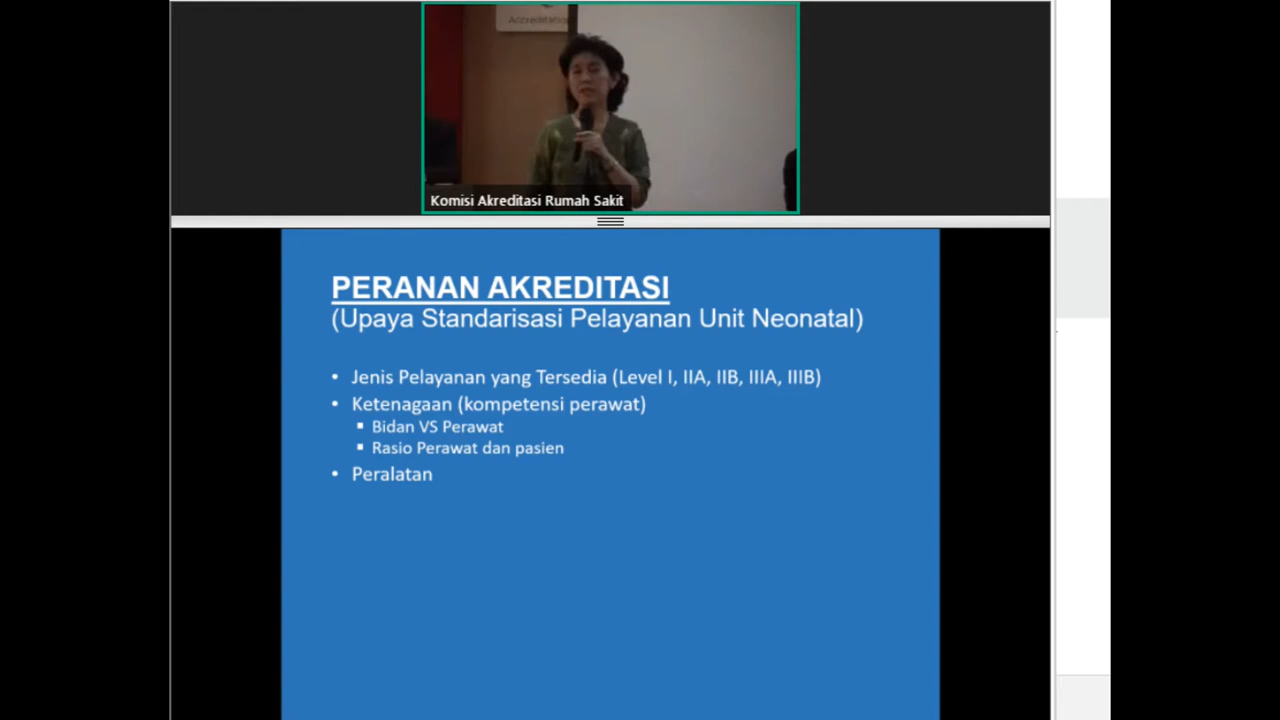 Accreditation
Komisi Akreditasi Rumah Sakit
PERANAN AKREDITASI
(Upaya Standarisasi Pelayanan Unit Neonatal)
• Jenis Pelayanan yang Tersedia (Level I, IIA, IIB, IIIA, IIIB)
• Ketenagaan (kompetensi perawat)
▪ Bidan VS Perawat
▪ Rasio Perawat dan pasien
• Peralatan